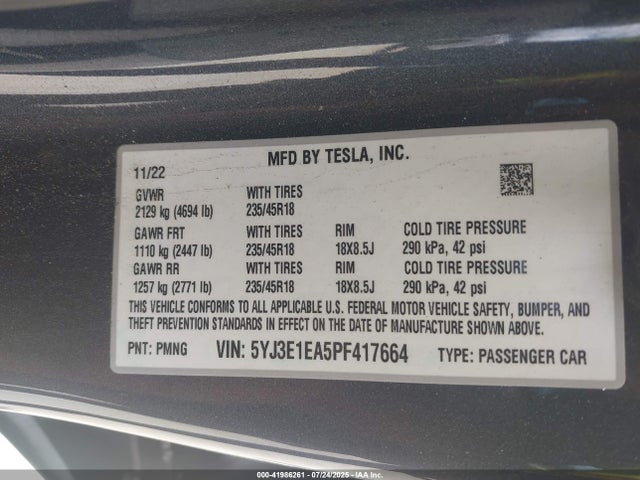 MFD BY TESLA, INC.
11/22
GVWR WITH TIRES
2129 kg (4694 lb) 235/45R18
GAWR FRT WITH TIRES RIM COLD TIRE PRESSURE
1110 kg (2447 lb) 235/45R18 18X8.5J 290 kPa, 42 psi
GAWR RR WITH TIRES RIM COLD TIRE PRESSURE
1257 kg (2771 lb) 235/45R18 18X8.5J 290 kPa, 42 psi
THIS VEHICLE CONFORMS TO ALL APPLICABLE U.S. FEDERAL MOTOR VEHICLE SAFETY, BUMPER, AND
THEFT PREVENTION STANDARDS IN EFFECT ON THE DATE OF MANUFACTURE SHOWN ABOVE.
PNT: PMNG VIN: 5YJ3E1EA5PF417664 TYPE: PASSENGER CAR
000-41986261 - 07/24/2025 - IAA Inc.